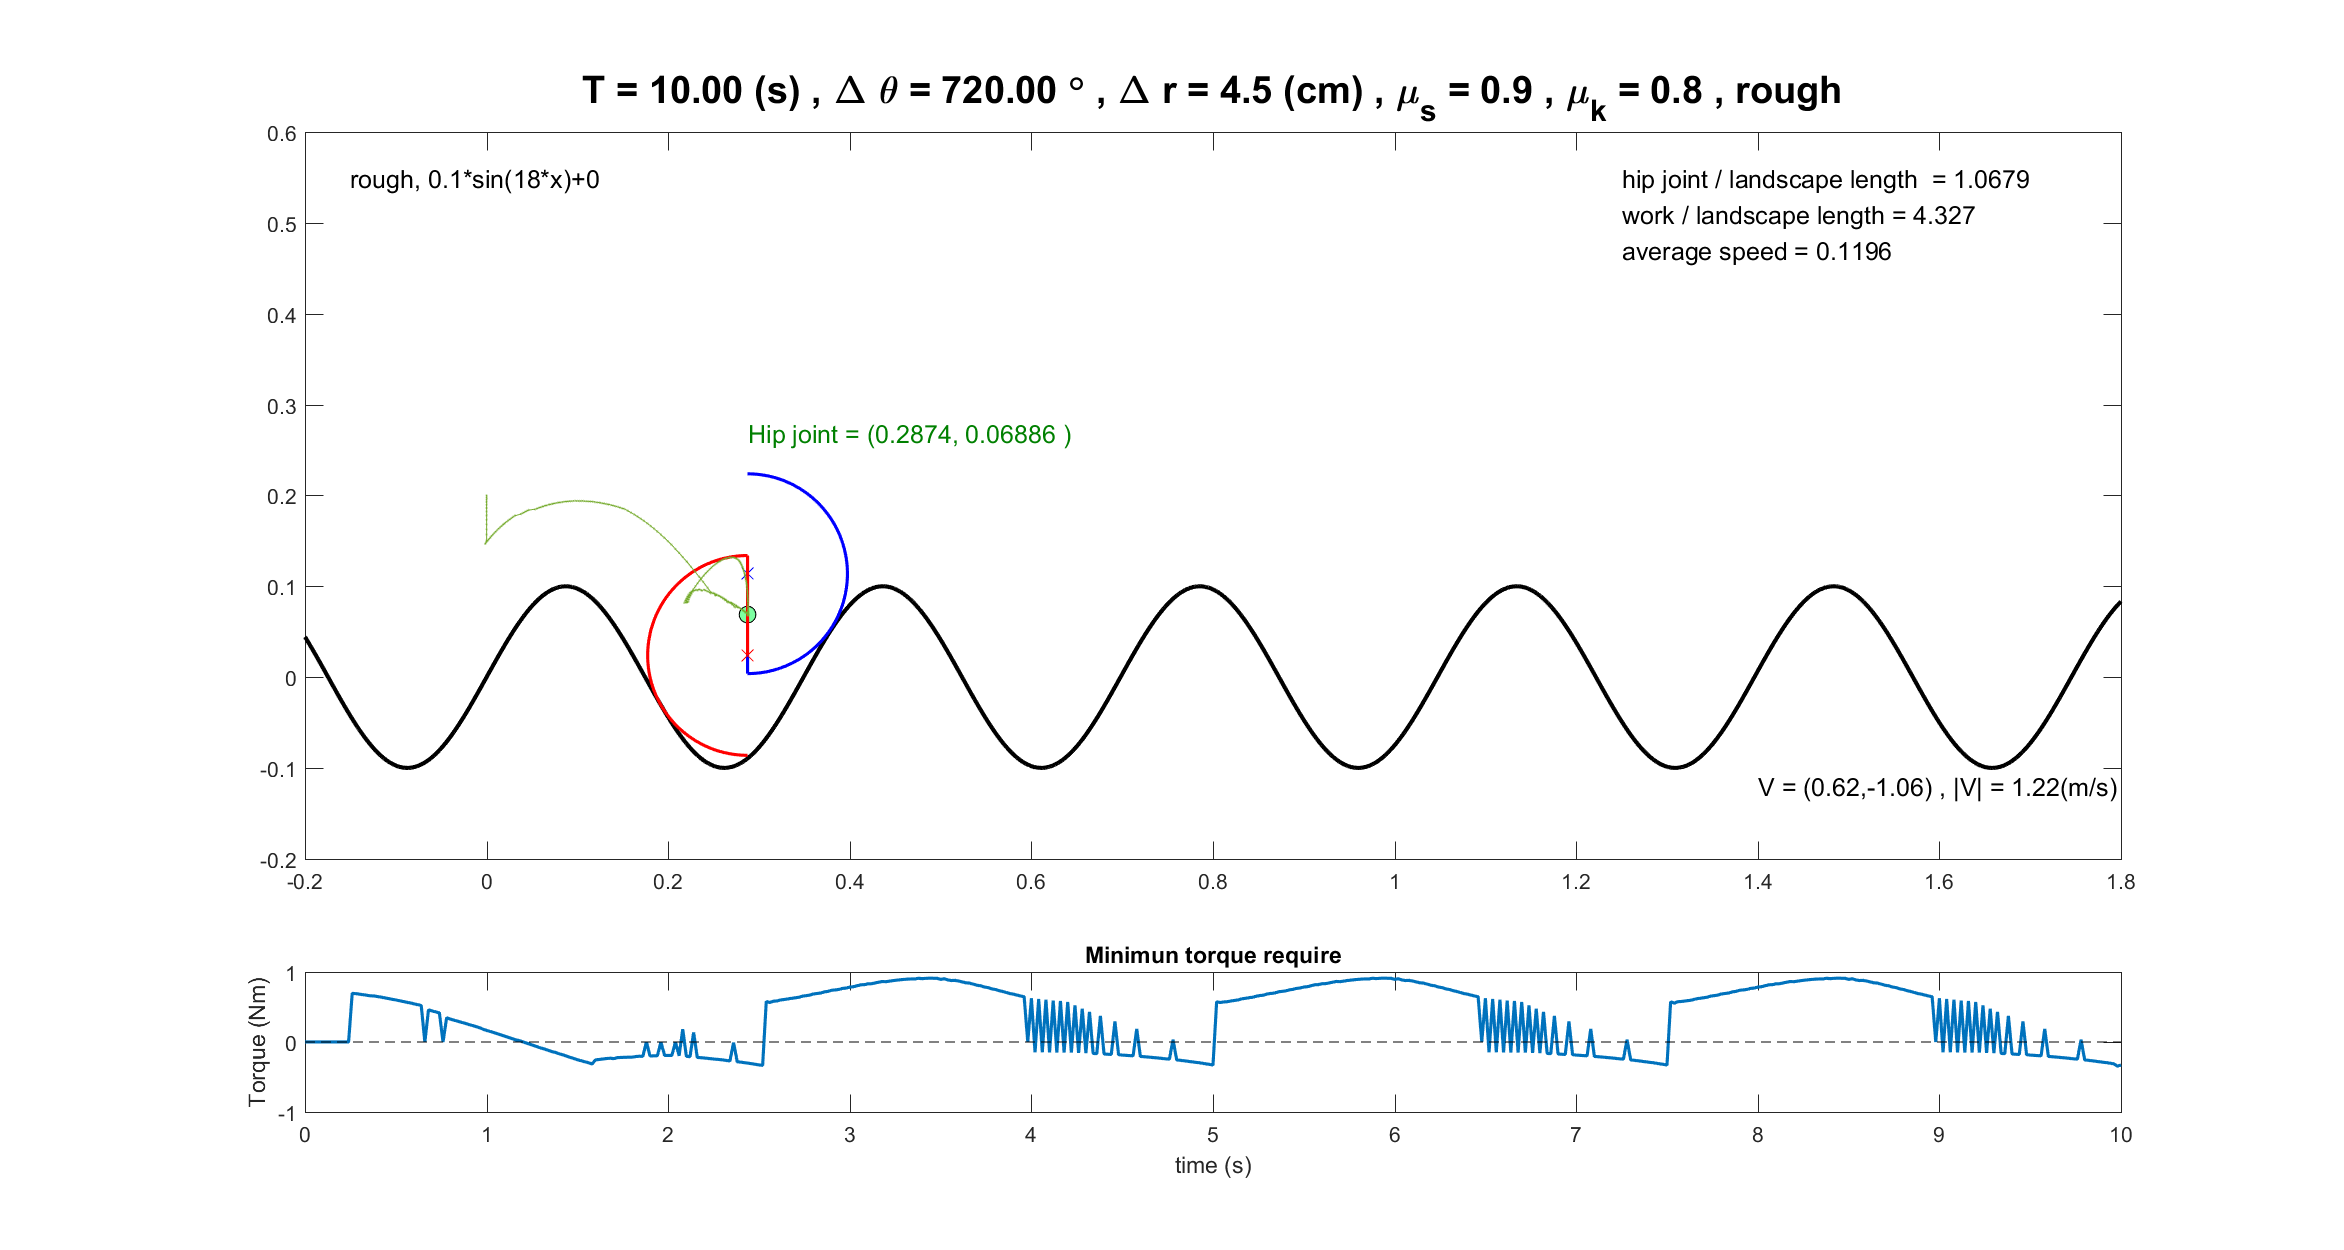 T = 10.00 (s) , Δ θ = 720.00 ° , Δ r = 4.5 (cm) , μs = 0.9 , μk = 0.8 , rough
0.6
0.5
0.4
0.3
0.2
0.1
0
-0.1
-0.2
rough, 0.1*sin(18*x)+0
hip joint / landscape length = 1.0679
work / landscape length = 4.327
average speed = 0.1196
Hip joint = (0.2874, 0.06886 )
V = (0.62,-1.06) , |V| = 1.22(m/s)
-0.2 0 0.2 0.4 0.6 0.8 1 1.2 1.4 1.6 1.8
Minimun torque require
Torque (Nm)
1
0
-1
0 1 2 3 4 5 6 7 8 9 10
time (s)